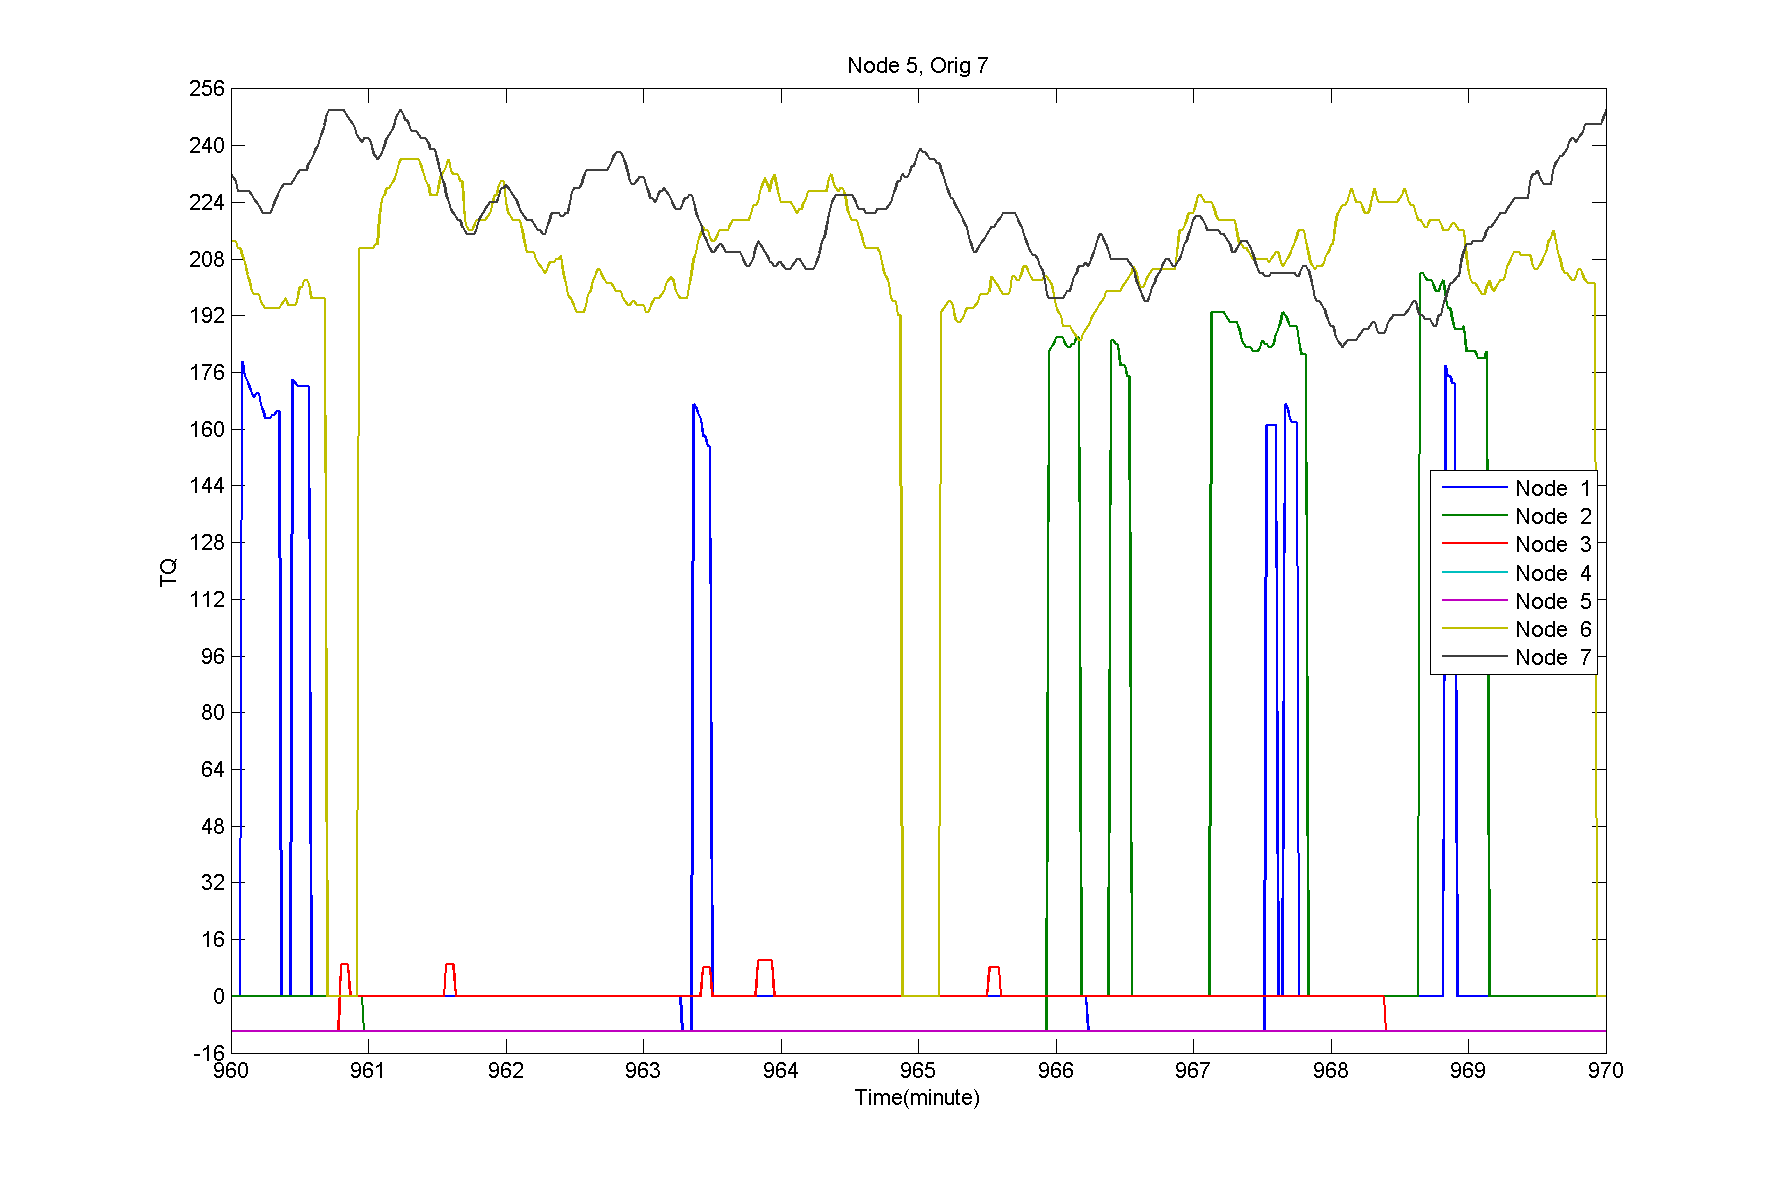 Node 5, Orig 7
256
240
224
208
192
176
160
144
128
112
96
80
64
48
32
16
0
-16
TQ
Node 1
Node 2
Node 3
Node 4
Node 5
Node 6
Node 7
960 961 962 963 964 965 966 967 968 969 970
Time(minute)